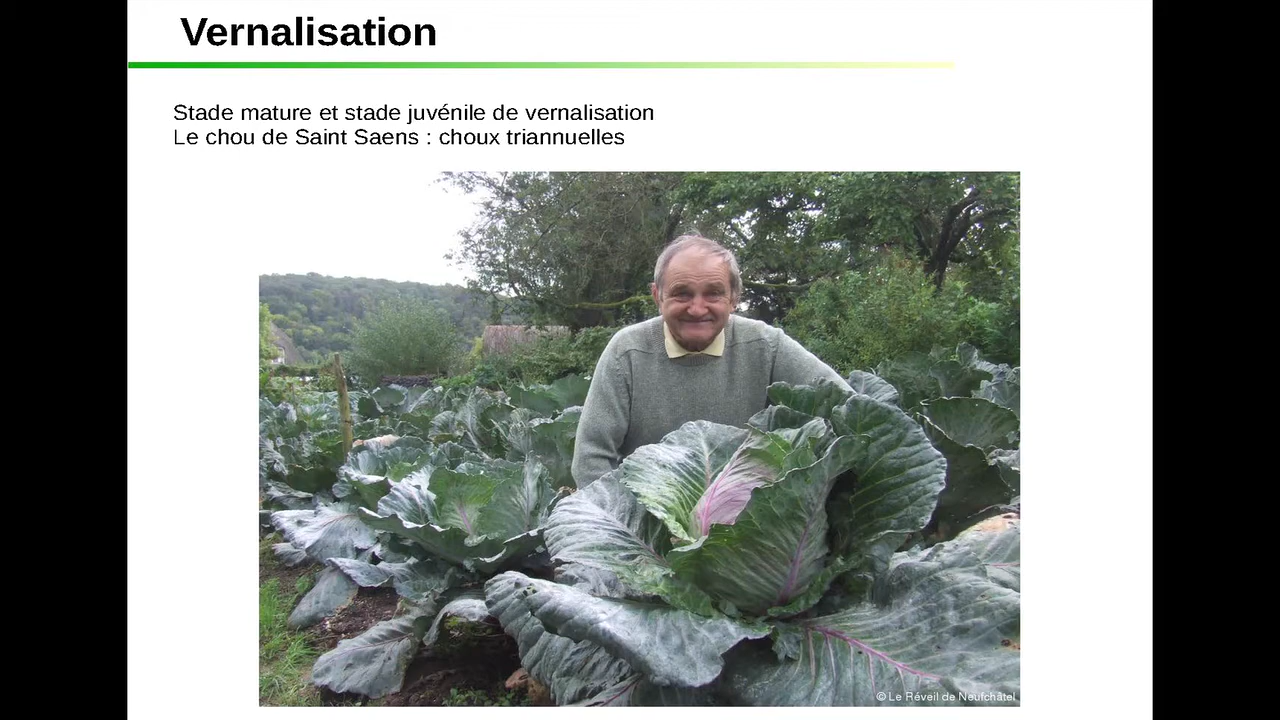 Vernalisation
Stade mature et stade juvénile de vernalisation
Le chou de Saint Saens : choux triannuelles
© Le Réveil de Neufchâtel